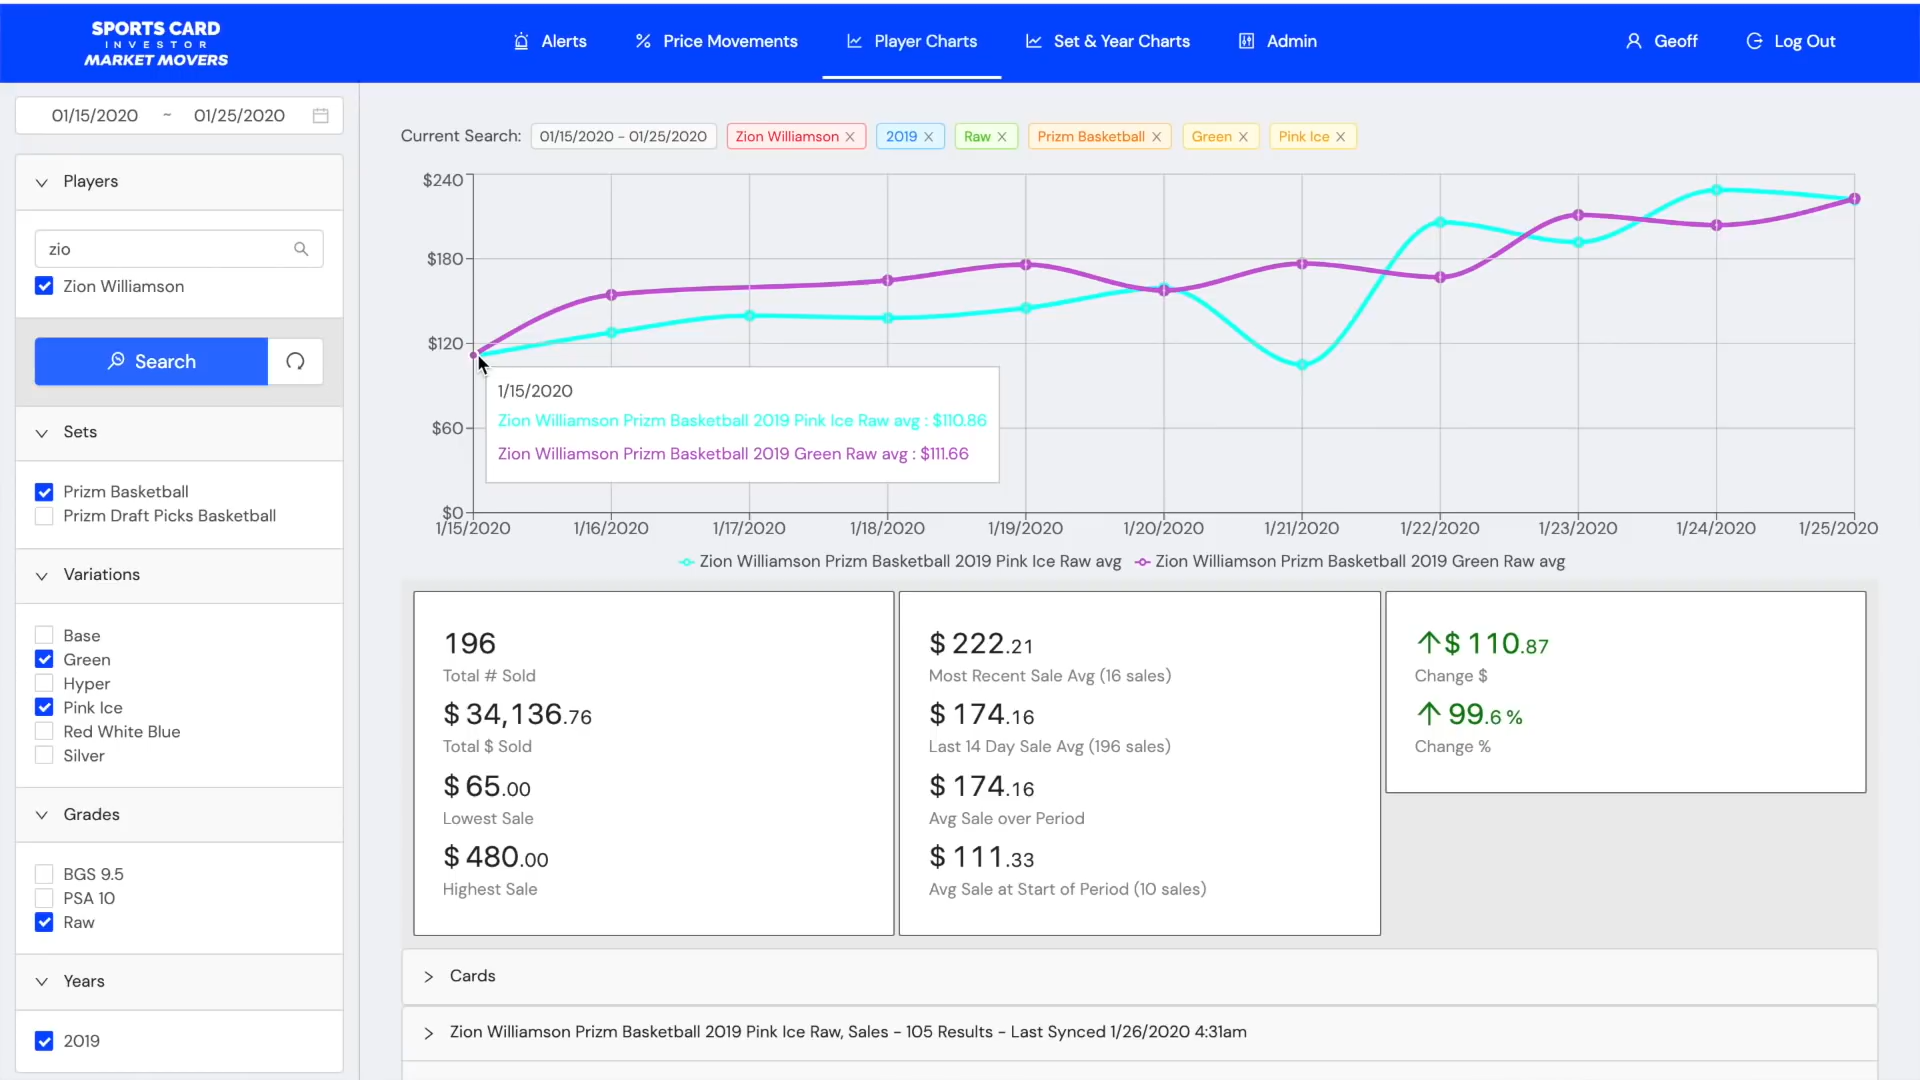 SPORTS CARD
INVESTOR
MARKET MOVERS
Alerts
Price Movements
Player Charts
Set & Year Charts
Admin
Geoff
Log Out
01/15/2020 ~ 01/25/2020
Players
zio
Zion Williamson
Search
Sets
Prizm Basketball
Prizm Draft Picks Basketball
Variations
Base
Green
Hyper
Pink Ice
Red White Blue
Silver
Grades
BGS 9.5
PSA 10
Raw
Years
2019
Current Search: 01/15/2020 - 01/25/2020 Zion Williamson 2019 Raw Prizm Basketball Green Pink Ice
$240
$180
$120
$60
$0
1/15/2020
Zion Williamson Prizm Basketball 2019 Pink Ice Raw avg : $110.86
Zion Williamson Prizm Basketball 2019 Green Raw avg : $111.66
1/15/2020 1/16/2020 1/17/2020 1/18/2020 1/19/2020 1/20/2020 1/21/2020 1/22/2020 1/23/2020 1/24/2020 1/25/2020
Zion Williamson Prizm Basketball 2019 Pink Ice Raw avg Zion Williamson Prizm Basketball 2019 Green Raw avg
196
Total # Sold
$ 34,136.76
Total $ Sold
$ 65.00
Lowest Sale
$ 480.00
Highest Sale
$ 222.21
Most Recent Sale Avg (16 sales)
$ 174.16
Last 14 Day Sale Avg (196 sales)
$ 174.16
Avg Sale over Period
$ 111.33
Avg Sale at Start of Period (10 sales)
↑$ 110.87
Change $
↑ 99.6 %
Change %
Cards
Zion Williamson Prizm Basketball 2019 Pink Ice Raw, Sales - 105 Results - Last Synced 1/26/2020 4:31am